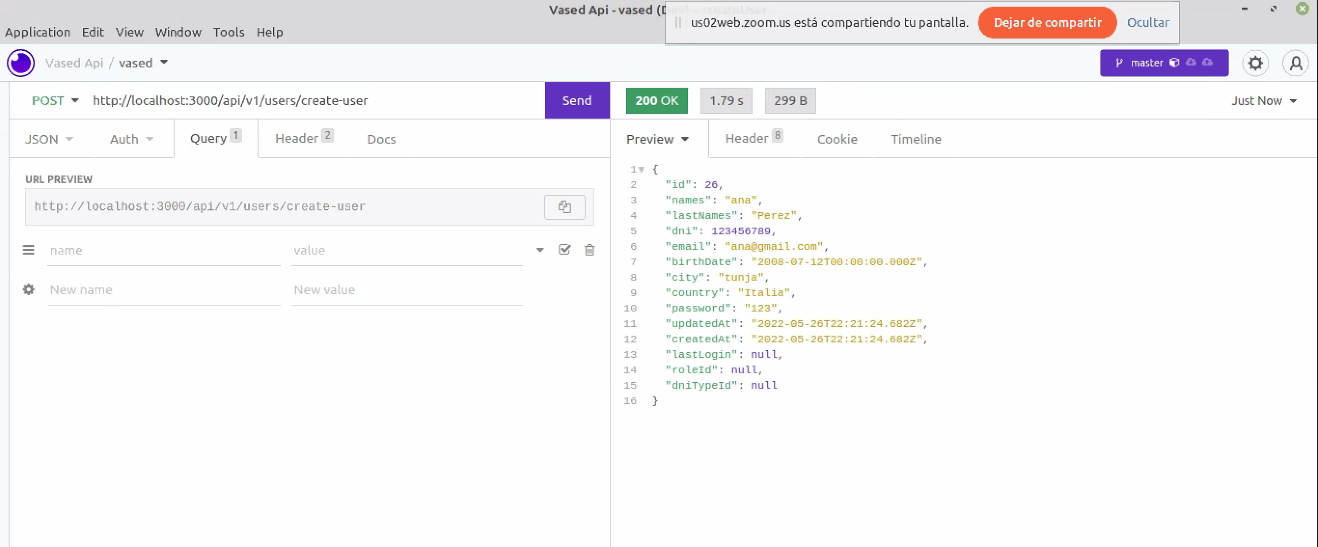 Vased Api - vased (
us02web.zoom.us está compartiendo tu pantalla. Dejar de compartir Ocultar
Application Edit View Window Tools Help
Vased Api / vased master
POST http://localhost:3000/api/v1/users/create-user Send 200 OK 1.79 s 299 B Just Now
JSON Auth Query 1 Header 2 Docs Preview Header 8 Cookie Timeline
URL PREVIEW
http://localhost:3000/api/v1/users/create-user
name value
New name New value
1 {
2 "id": 26,
3 "names": "ana",
4 "lastNames": "Perez",
5 "dni": 123456789,
6 "email": "ana@gmail.com",
7 "birthDate": "2008-07-12T00:00:00.000Z",
8 "city": "tunja",
9 "country": "Italia",
10 "password": "123",
11 "updatedAt": "2022-05-26T22:21:24.682Z",
12 "createdAt": "2022-05-26T22:21:24.682Z",
13 "lastLogin": null,
14 "roleId": null,
15 "dniTypeId": null
16 }